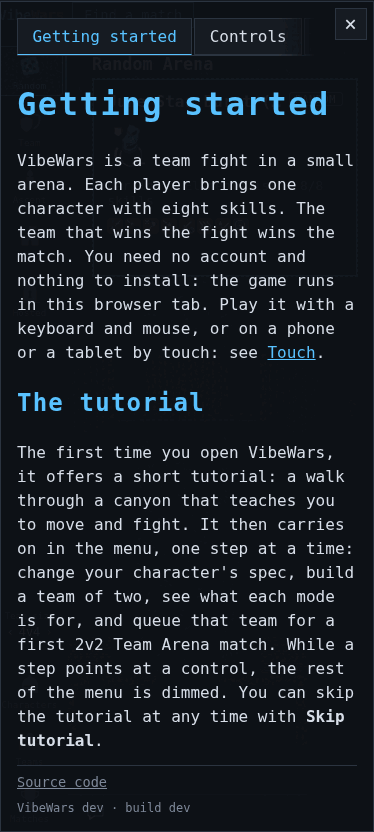 Getting started
Controls
×
Random Arena
Getting started
VibeWars is a team fight in a small
arena. Each player brings one
character with eight skills. The
team that wins the fight wins the
match. You need no account and
nothing to install: the game runs
in this browser tab. Play it with a
keyboard and mouse, or on a phone
or a tablet by touch: see Touch.
The tutorial
The first time you open VibeWars,
it offers a short tutorial: a walk
through a canyon that teaches you
to move and fight. It then carries
on in the menu, one step at a time:
change your character's spec, build
a team of two, see what each mode
is for, and queue that team for a
first 2v2 Team Arena match. While a
step points at a control, the rest
of the menu is dimmed. You can skip
the tutorial at any time with Skip
tutorial.
Source code
VibeWars dev · build dev